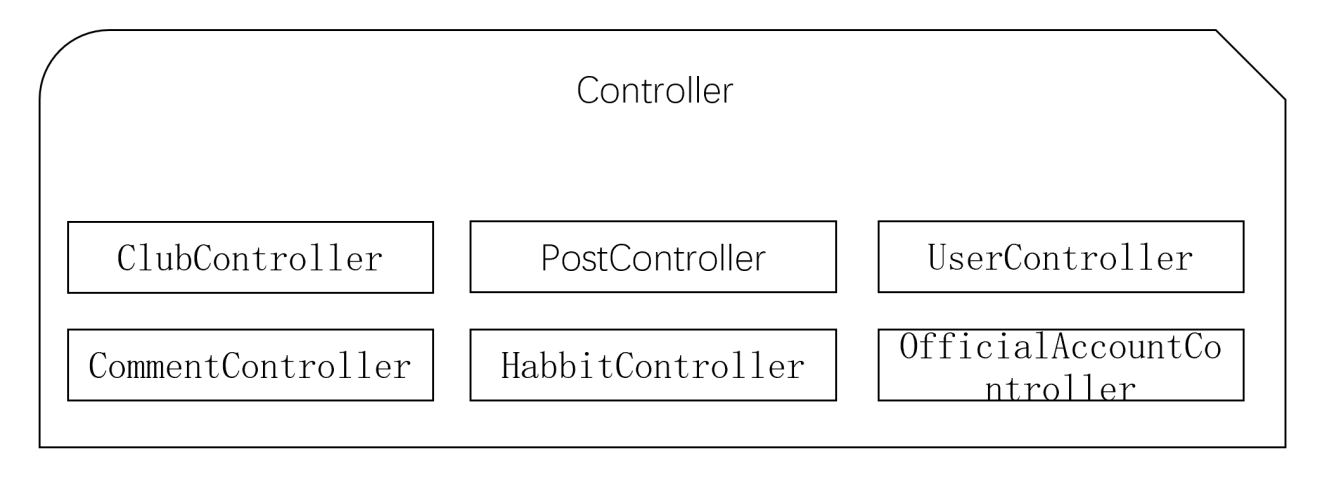 Controller
ClubController
PostController
UserController
CommentController
HabbitController
OfficialAccountCo
ntroller